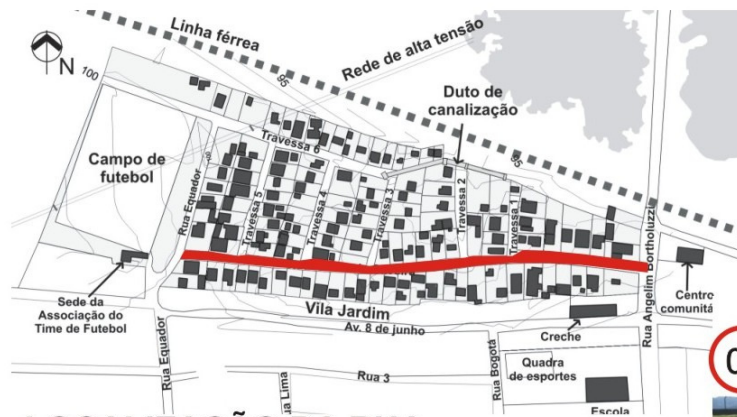 Linha férrea
Rede de alta tensão
N
100
95
Duto de
canalização
95
Travessa 6
Campo de
futebol
Rua Equador
Travessa 5
Travessa 4
Travessa 3
Travessa 2
Travessa 1
Rua Angelim Bortholuzzi
Sede da
Associação do
Time de Futebol
Vila Jardim
Av. 8 de junho
Creche
Centro
comunitá
Rua Equador
Rua Lima
Rua 3
Rua Bogotá
Quadra
de esportes
Escola